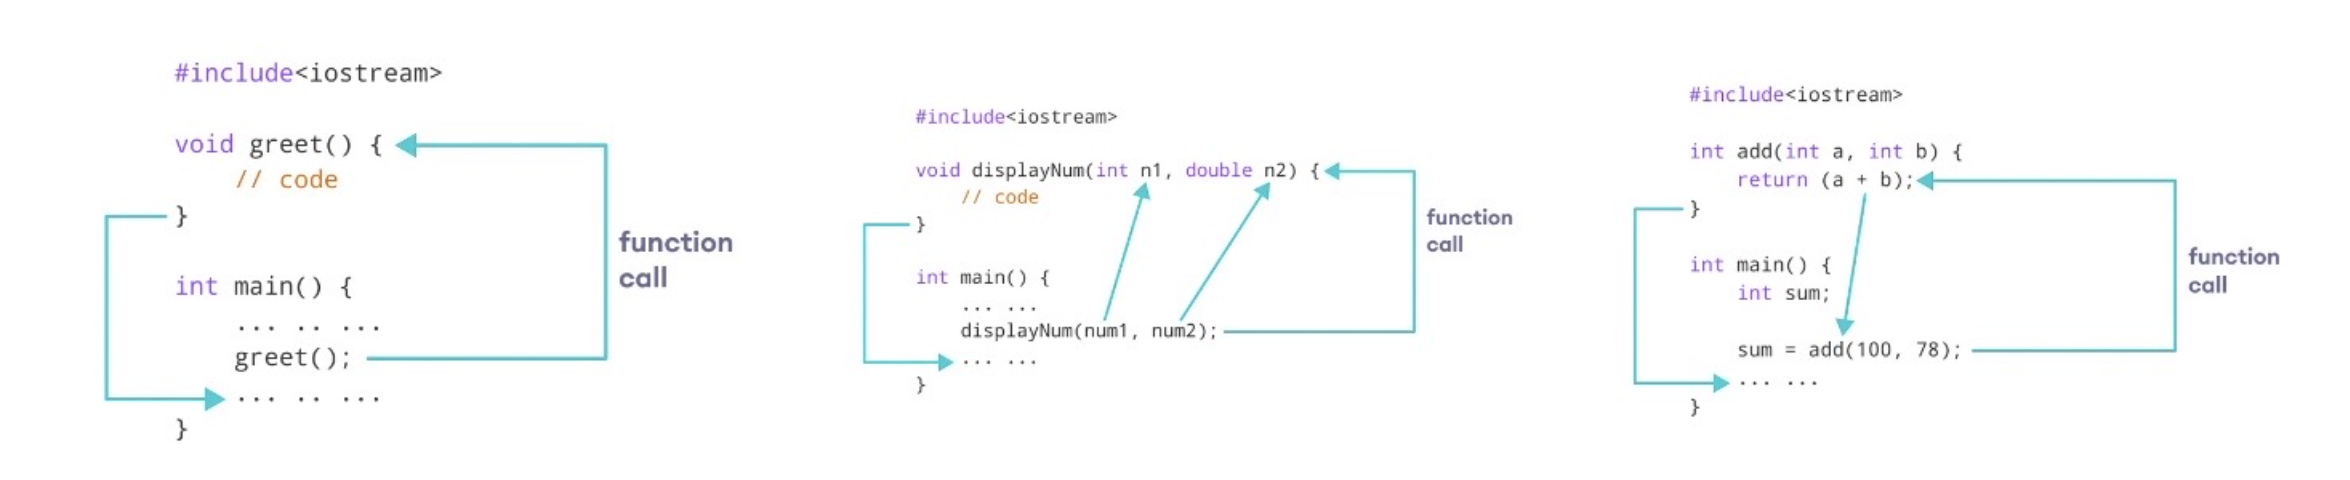 #include<iostream>
void greet() {
// code
}
int main() {
... .. ...
greet();
... .. ...
}
function
call
#include<iostream>
void displayNum(int n1, double n2) {
// code
}
int main() {
... ...
displayNum(num1, num2);
... ...
}
function
call
#include<iostream>
int add(int a, int b) {
return (a + b);
}
int main() {
int sum;
sum = add(100, 78);
... ...
}
function
call